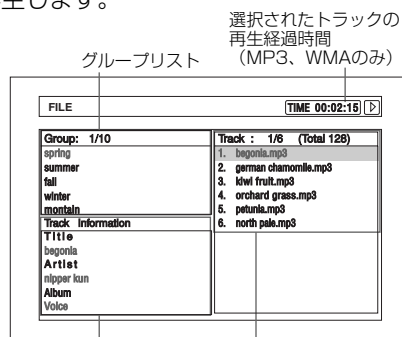 生します。
選択されたトラックの
再生経過時間
（MP3、WMAのみ）
グループリスト
FILE
TIME 00:02:15
Group: 1/10
spring
summer
fall
winter
montain
Track Information
Title
begonia
Artist
nipper kun
Album
Voice
Track : 1/6 (Total 128)
1. begonia.mp3
2. german chamomile.mp3
3. kiwi fruit.mp3
4. orchard grass.mp3
5. petunia.mp3
6. north pale.mp3